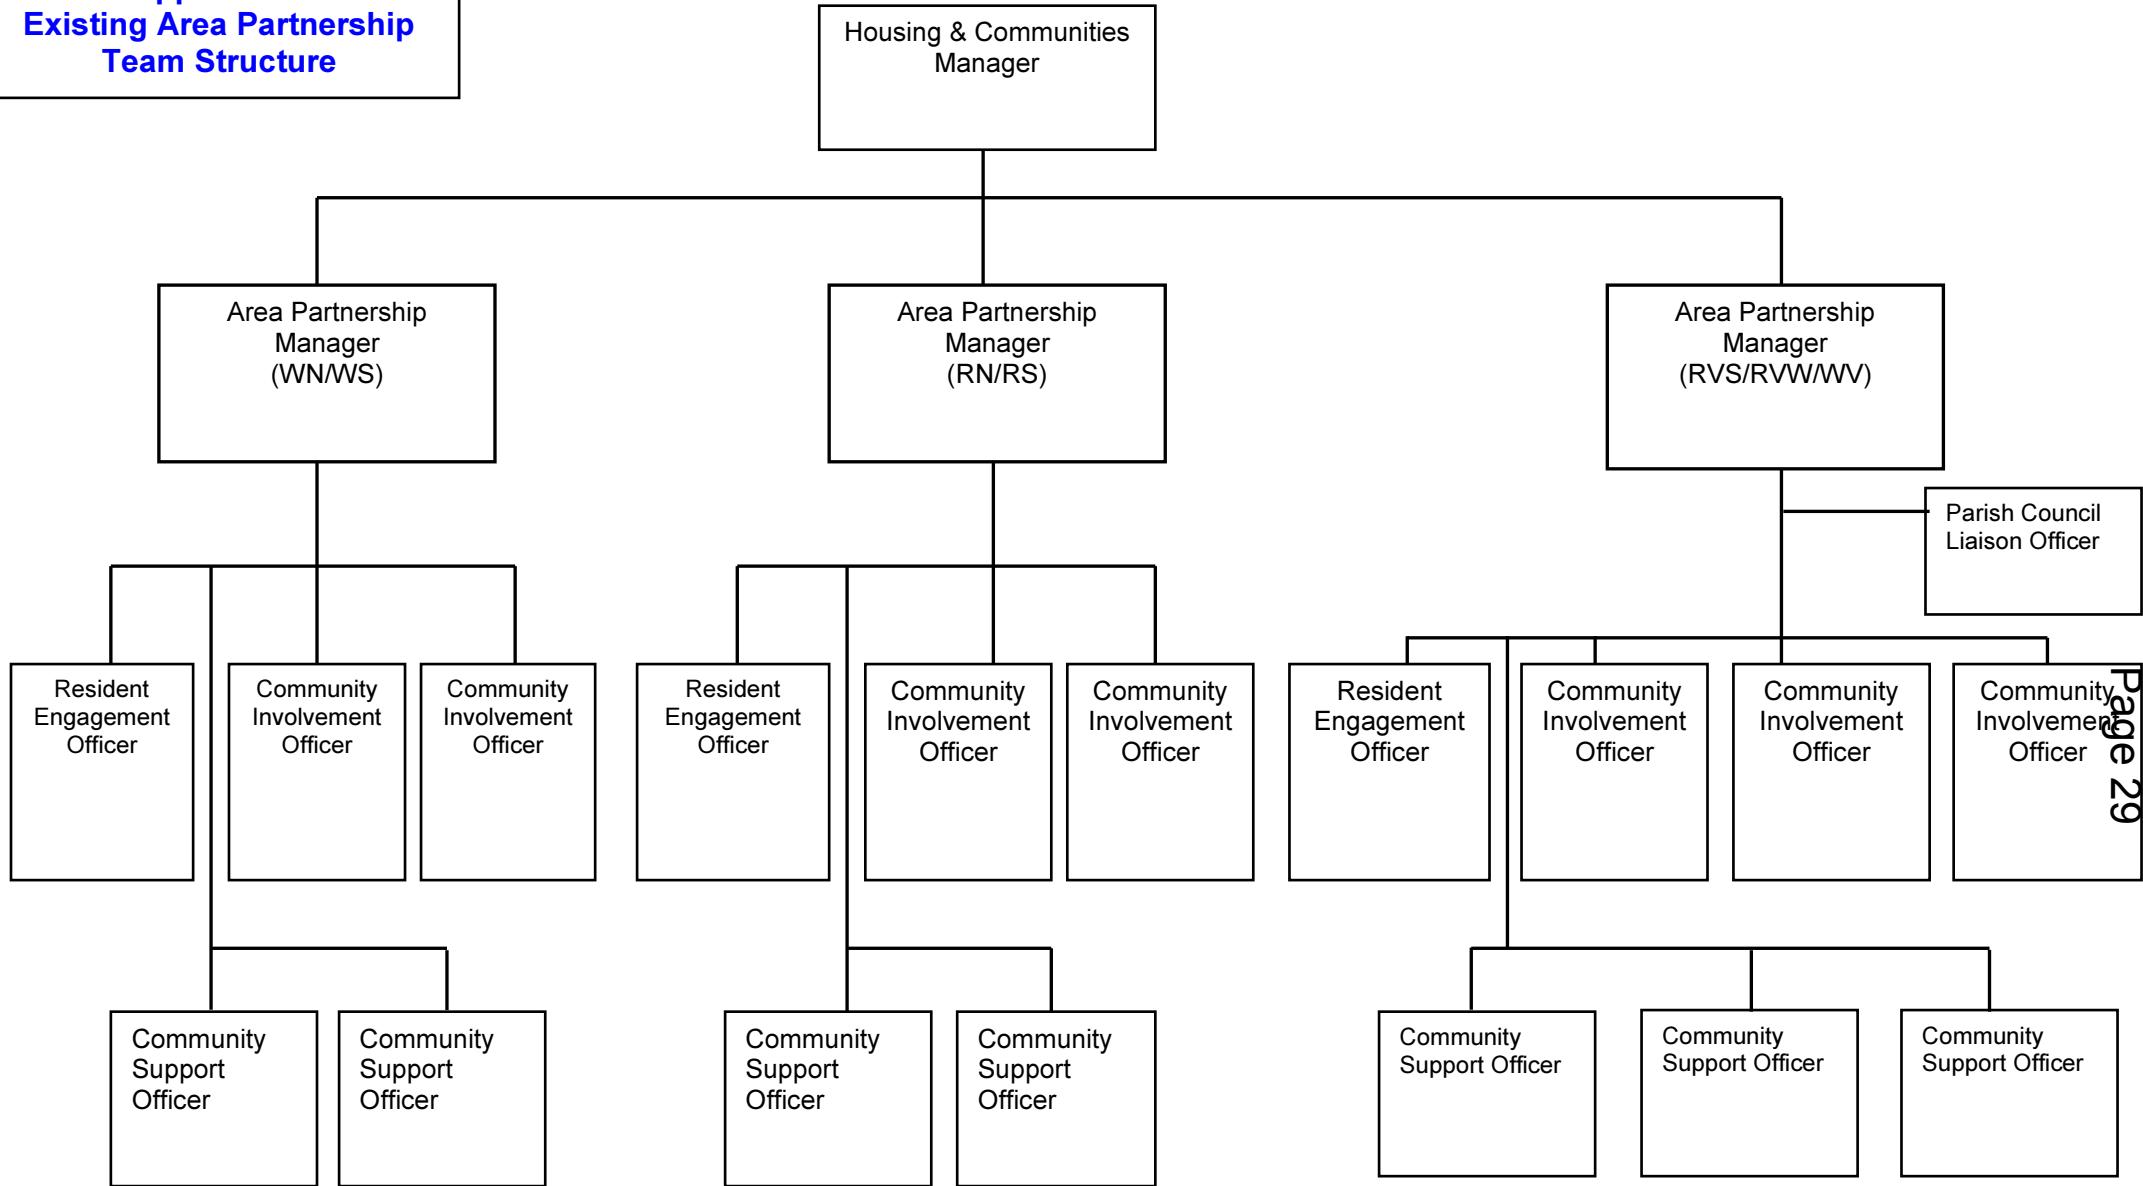 Existing Area Partnership
Team Structure
Housing & Communities
Manager
Area Partnership
Manager
(WN/WS)
Area Partnership
Manager
(RN/RS)
Area Partnership
Manager
(RVS/RVW/WV)
Parish Council
Liaison Officer
Resident
Engagement
Officer
Community
Involvement
Officer
Community
Involvement
Officer
Resident
Engagement
Officer
Community
Involvement
Officer
Community
Involvement
Officer
Resident
Engagement
Officer
Community
Involvement
Officer
Community
Involvement
Officer
Community
Involvement
Officer
Page 29
Community
Support
Officer
Community
Support
Officer
Community
Support
Officer
Community
Support
Officer
Community
Support Officer
Community
Support Officer
Community
Support Officer